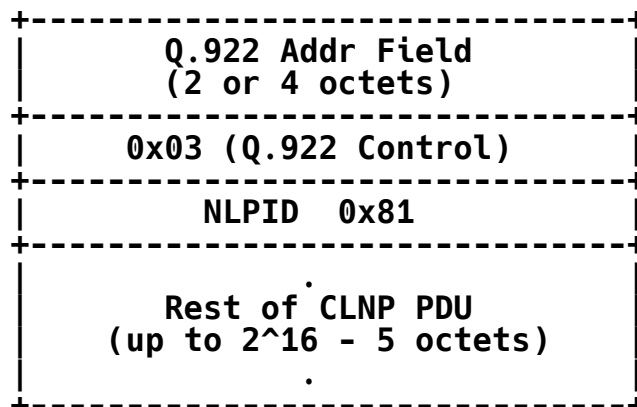 Q.922 Addr Field
(2 or 4 octets)
0x03 (Q.922 Control)
NLPID 0x81
.
Rest of CLNP PDU
(up to 2^16 - 5 octets)
.